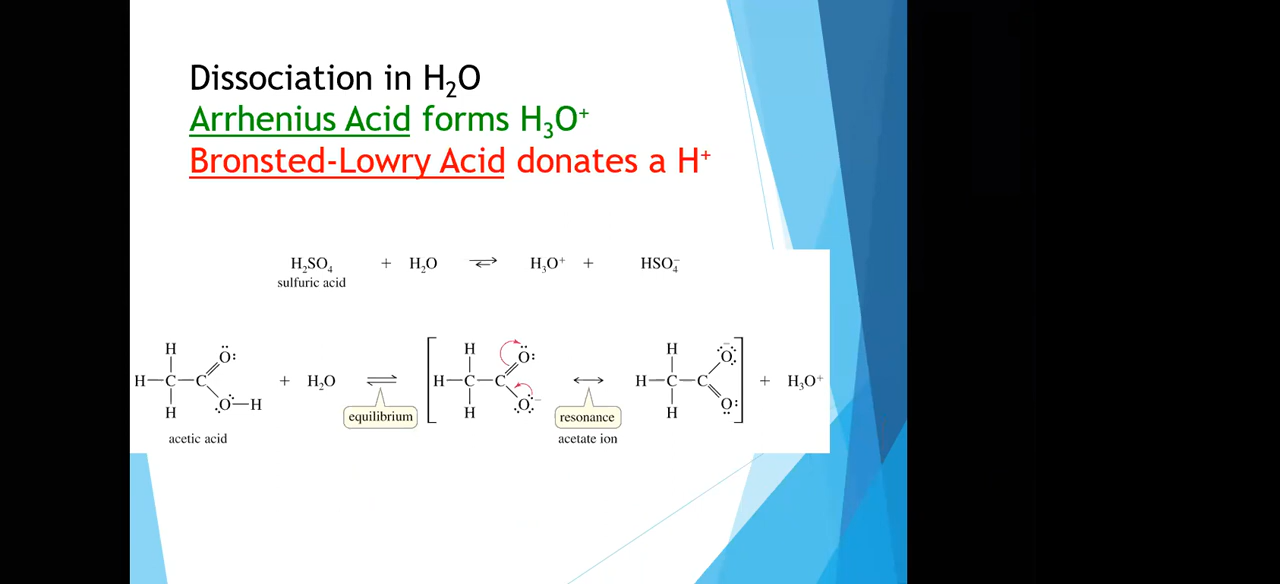 Dissociation in H₂O
Arrhenius Acid forms H₃O⁺
Bronsted-Lowry Acid donates a H⁺
H₂SO₄ + H₂O ⇌ H₃O⁺ + HSO₄⁻
sulfuric acid
H H H
O: O: O:
H—C—C + H₂O ⇌ H—C—C ↔ H—C—C + H₃O⁺
H O—H H O⁻ H O:
equilibrium resonance
acetic acid acetate ion